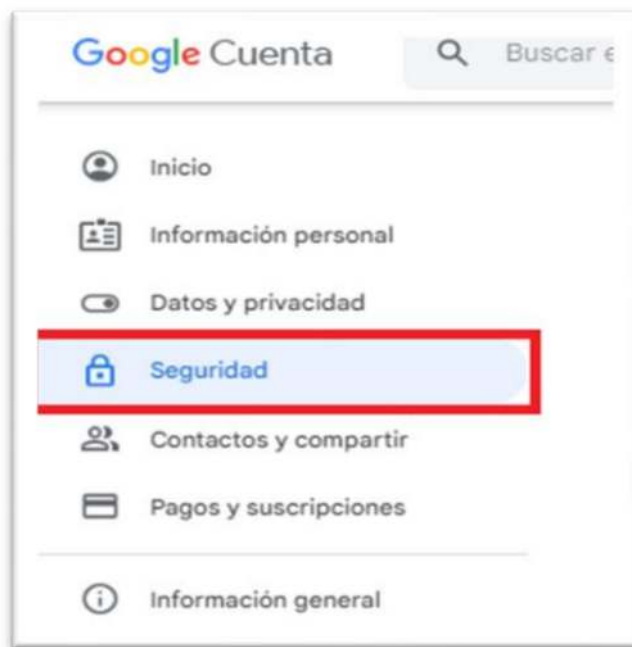 Google Cuenta
Buscar e
Inicio
Información personal
Datos y privacidad
Seguridad
Contactos y compartir
Pagos y suscripciones
Información general